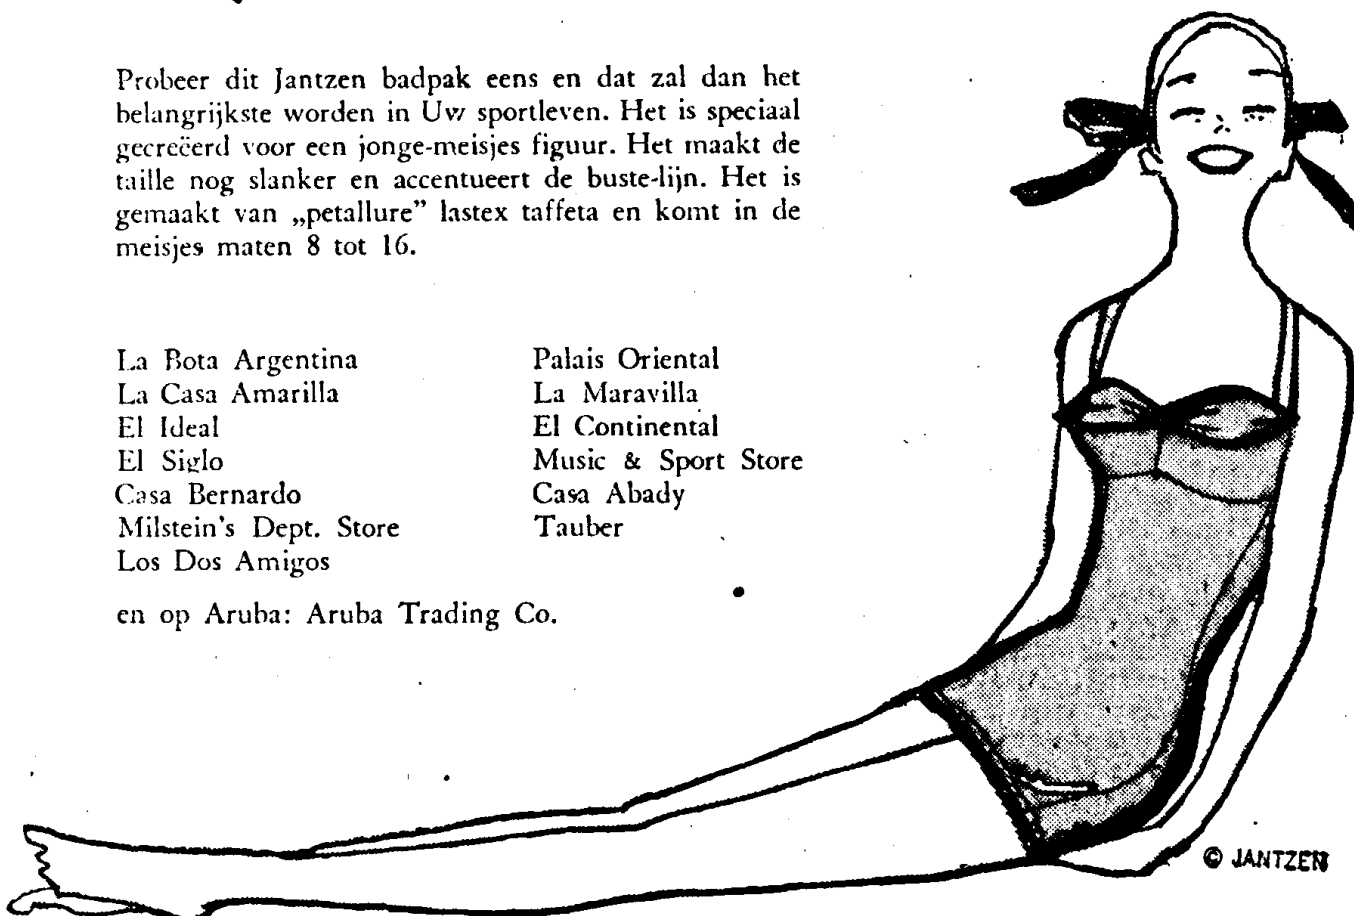 Probeer dit Jantzen badpak eens en dat zal dan het
belangrijkste worden in Uw sportleven. Het is speciaal
gecreëerd voor een jonge-meisjes figuur. Het maakt de
taille nog slanker en accentueert de buste-lijn. Het is
gemaakt van „petallure” lastex taffeta en komt in de
meisjes maten 8 tot 16.
La Bota Argentina
La Casa Amarilla
El Ideal
El Siglo
Casa Bernardo
Milstein's Dept. Store
Los Dos Amigos
Palais Oriental
La Maravilla
El Continental
Music & Sport Store
Casa Abady
Tauber
en op Aruba: Aruba Trading Co.
© JANTZEN